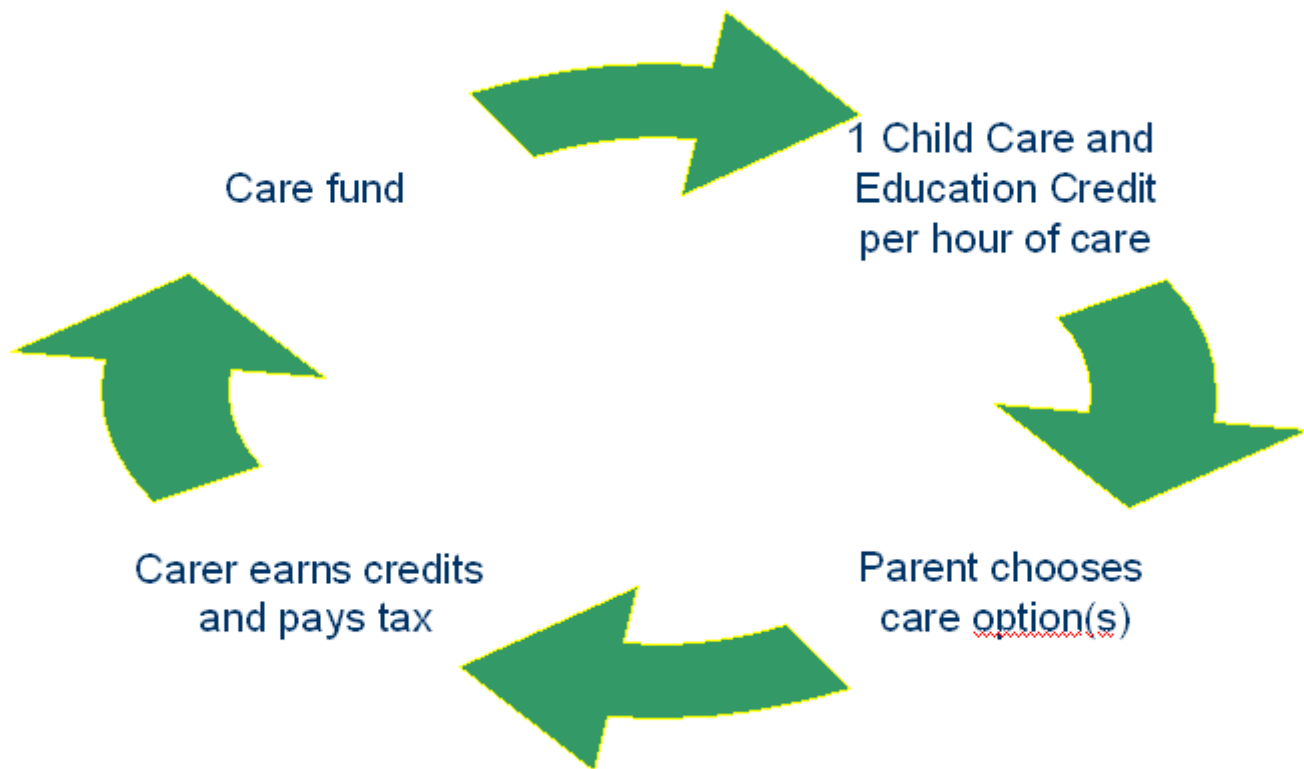 Care fund
1 Child Care and
Education Credit
per hour of care
Parent chooses
care option(s)
Carer earns credits
and pays tax